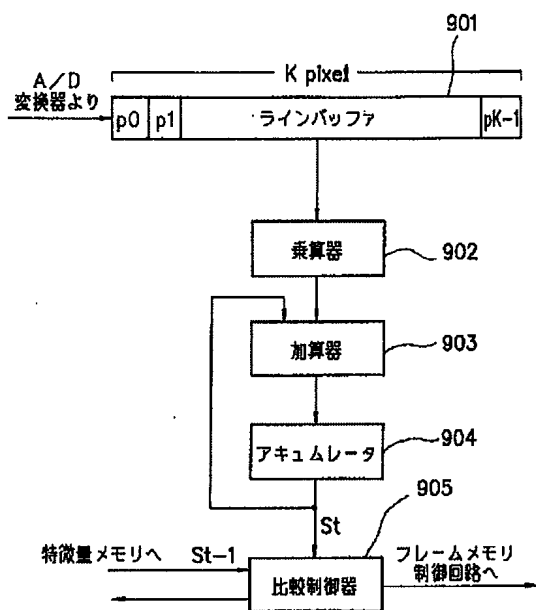 901
K pixel
A/D
変換器より
p0
p1
ラインバッファ
pK-1
乗算器
902
加算器
903
アキュムレータ
904
905
St
特微量メモリへ
St-1
フレームメモリ
制御回路へ
比較制御器